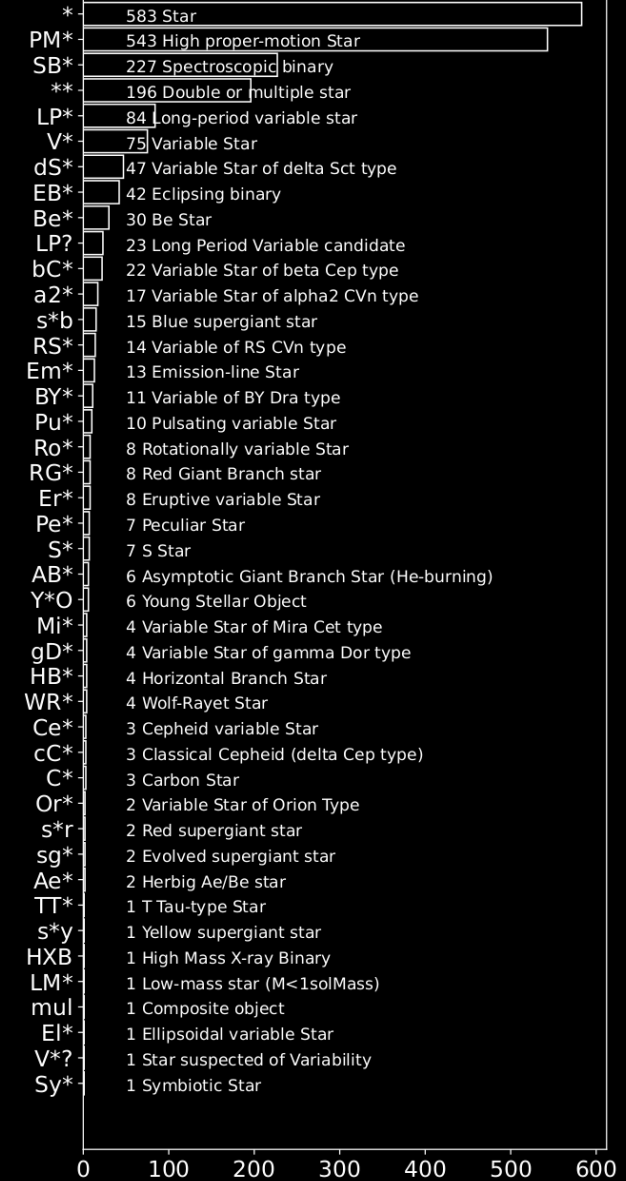 * 583 Star
PM* 543 High proper-motion Star
SB* 227 Spectroscopic binary
** 196 Double or multiple star
LP* 84 Long-period variable star
V* 75 Variable Star
dS* 47 Variable Star of delta Sct type
EB* 42 Eclipsing binary
Be* 30 Be Star
LP? 23 Long Period Variable candidate
bC* 22 Variable Star of beta Cep type
a2* 17 Variable Star of alpha2 CVn type
s*b 15 Blue supergiant star
RS* 14 Variable of RS CVn type
Em* 13 Emission-line Star
BY* 11 Variable of BY Dra type
Pu* 10 Pulsating variable Star
Ro* 8 Rotationally variable Star
RG* 8 Red Giant Branch star
Er* 8 Eruptive variable Star
Pe* 7 Peculiar Star
S* 7 S Star
AB* 6 Asymptotic Giant Branch Star (He-burning)
Y*O 6 Young Stellar Object
Mi* 4 Variable Star of Mira Cet type
gD* 4 Variable Star of gamma Dor type
HB* 4 Horizontal Branch Star
WR* 4 Wolf-Rayet Star
Ce* 3 Cepheid variable Star
cC* 3 Classical Cepheid (delta Cep type)
C* 3 Carbon Star
Or* 2 Variable Star of Orion Type
s*r 2 Red supergiant star
sg* 2 Evolved supergiant star
Ae* 2 Herbig Ae/Be star
TT* 1 T Tau-type Star
s*y 1 Yellow supergiant star
HXB 1 High Mass X-ray Binary
LM* 1 Low-mass star (M<1solMass)
mul 1 Composite object
El* 1 Ellipsoidal variable Star
V*? 1 Star suspected of Variability
Sy* 1 Symbiotic Star
0 100 200 300 400 500 600